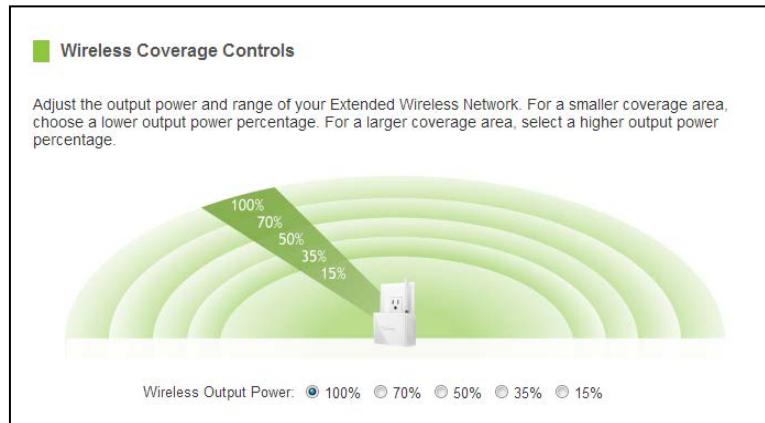 Wireless Coverage Controls
Adjust the output power and range of your Extended Wireless Network. For a smaller coverage area,
choose a lower output power percentage. For a larger coverage area, select a higher output power
percentage.
100%
70%
50%
35%
15%
Wireless Output Power: 100% 70% 50% 35% 15%